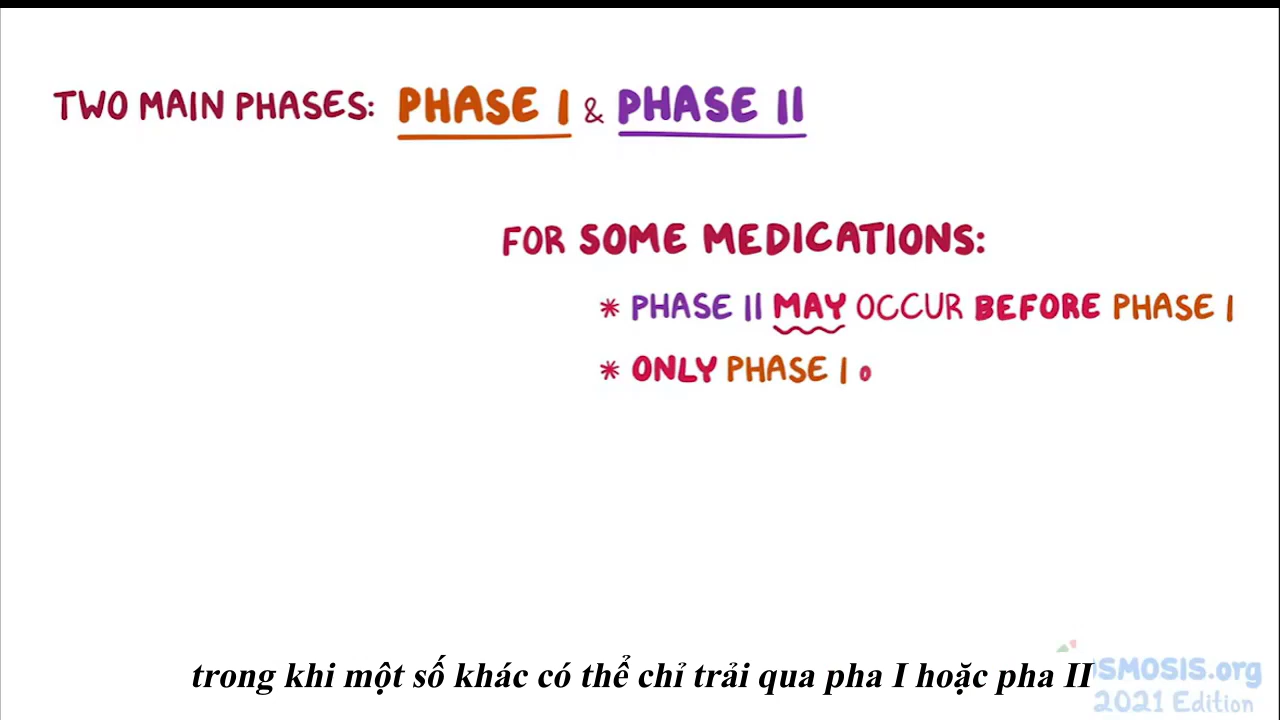 TWO MAIN PHASES: PHASE I & PHASE II
FOR SOME MEDICATIONS:
* PHASE II MAY OCCUR BEFORE PHASE I
* ONLY PHASE I o
trong khi một số khác có thể chỉ trải qua pha I hoặc pha II
OSMOSIS.org
2021 Edition